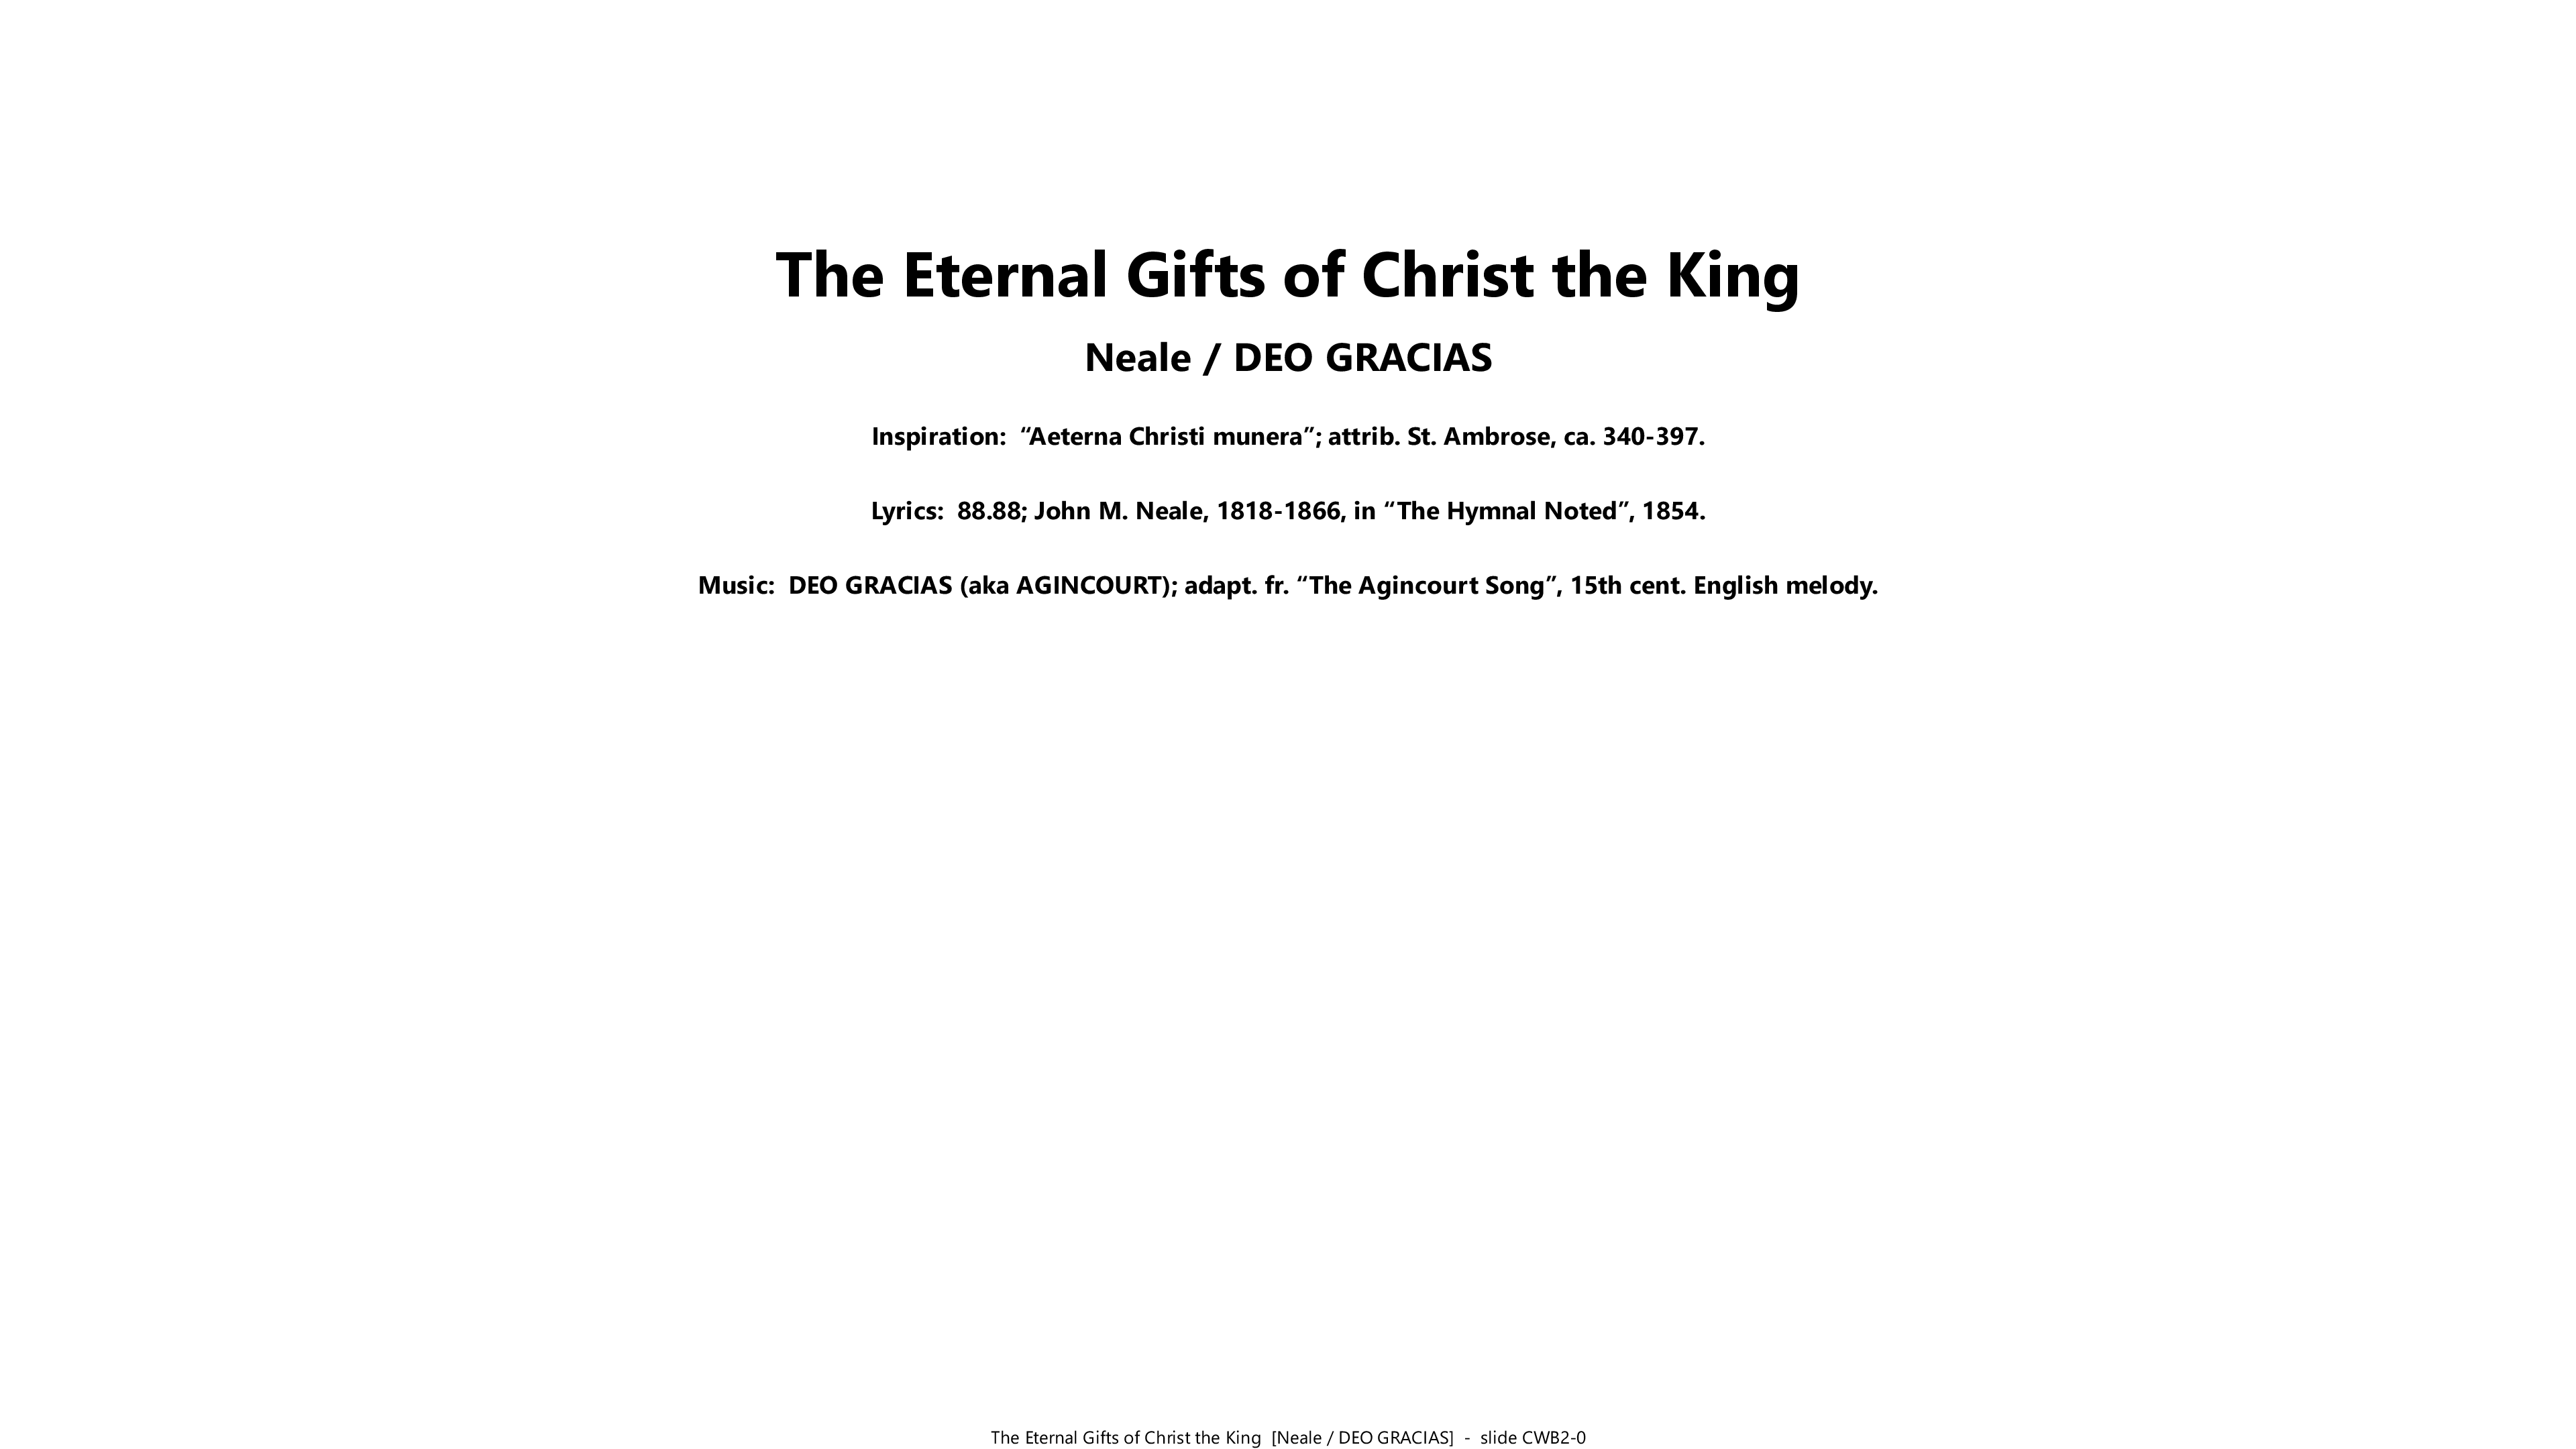 The Eternal Gifts of Christ the King
Neale / DEO GRACIAS
Inspiration:  “Aeterna Christi munera”; attrib. St. Ambrose, ca. 340-397.
Lyrics:  88.88; John M. Neale, 1818-1866, in “The Hymnal Noted”, 1854.
Music:  DEO GRACIAS (aka AGINCOURT); adapt. fr. “The Agincourt Song”, 15th cent. English melody.
The Eternal Gifts of Christ the King  [Neale / DEO GRACIAS]  -  slide CWB2-0